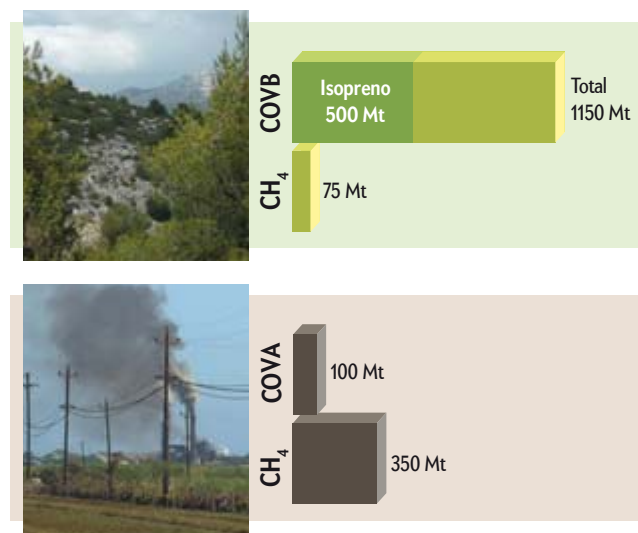 COVB
Isopreno
500 Mt
Total
1150 Mt
CH₄
75 Mt
COVA
100 Mt
CH₄
350 Mt